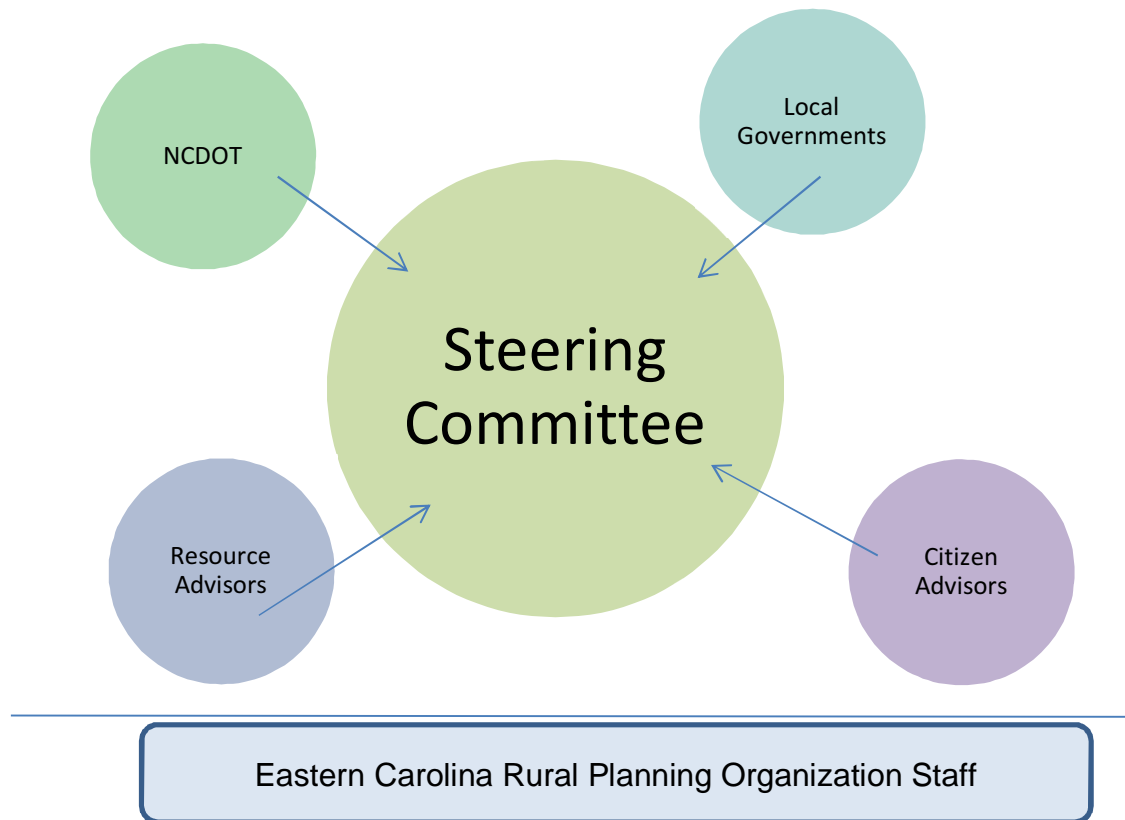 NCDOT
Local
Governments
Steering
Committee
Resource
Advisors
Citizen
Advisors
Eastern Carolina Rural Planning Organization Staff